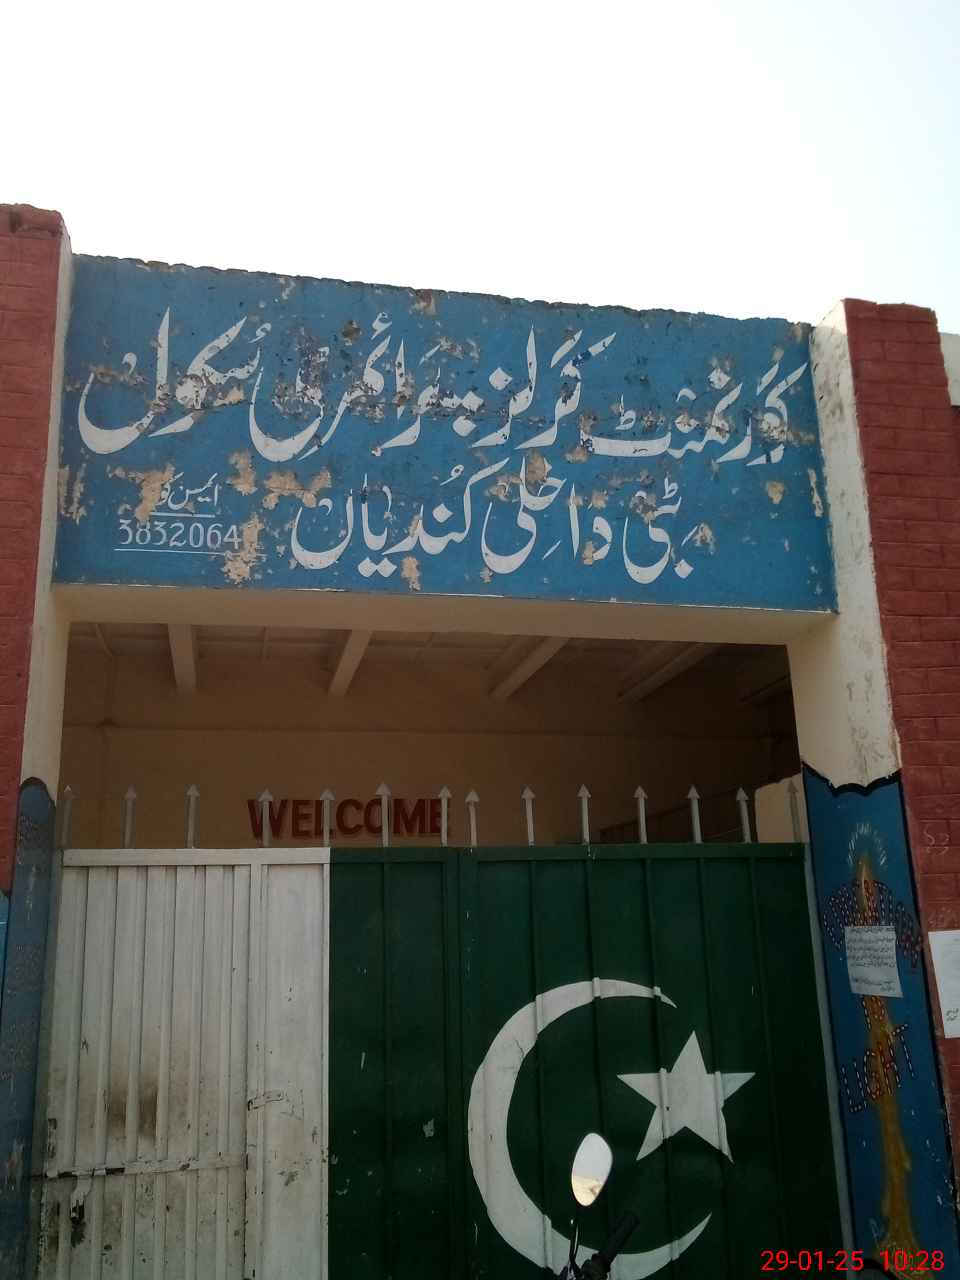 گورنمنٹ گرلز پرائمری سکول
بٹی داخلی کندیاں
ایمس کوڈ
3832064
WELCOME
LIGHT
29-01-25 10:28